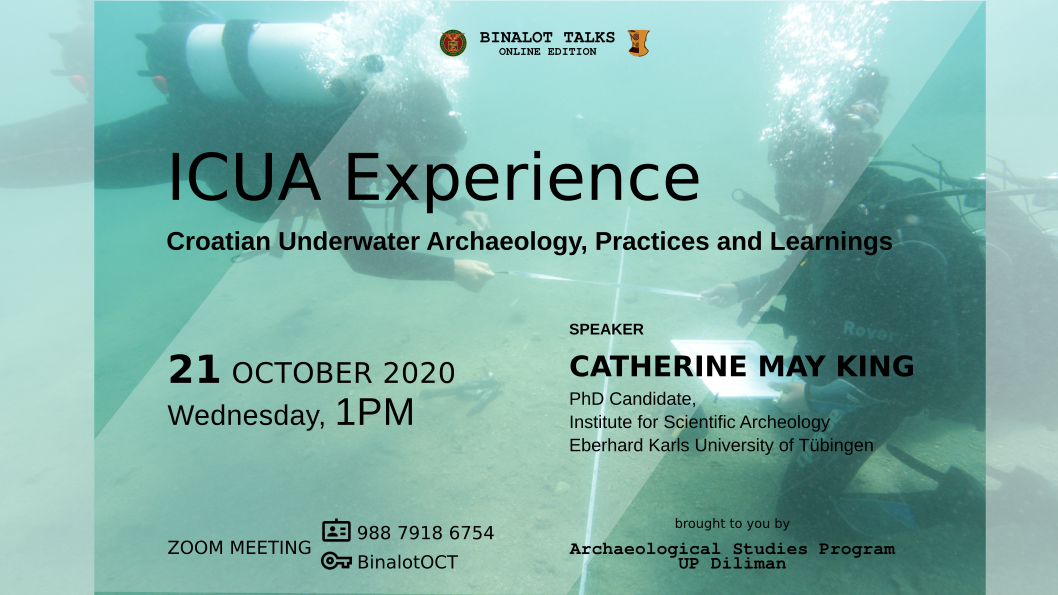 BINALOT TALKS
ONLINE EDITION
ICUA Experience
Croatian Underwater Archaeology, Practices and Learnings
21 OCTOBER 2020
Wednesday, 1PM
SPEAKER
CATHERINE MAY KING
PhD Candidate,
Institute for Scientific Archeology
Eberhard Karls University of Tübingen
ZOOM MEETING
988 7918 6754
BinalotOCT
brought to you by
Archaeological Studies Program
UP Diliman
Rover